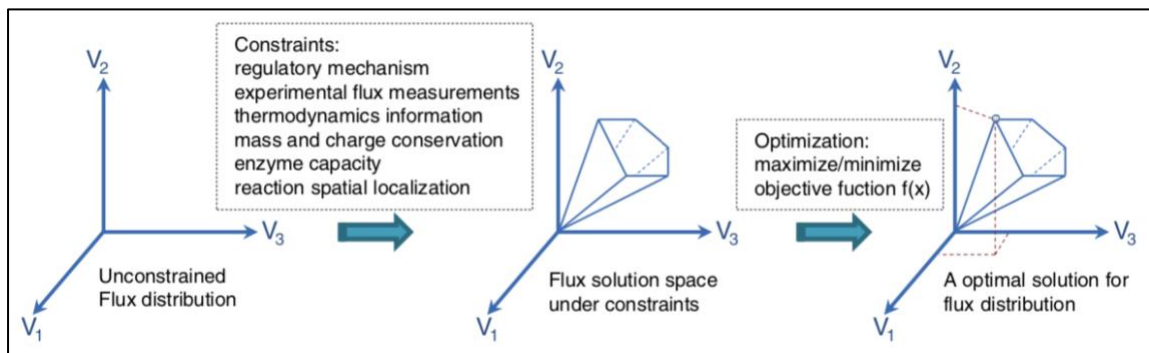 V2
V3
V1
Unconstrained
Flux distribution
Constraints:
regulatory mechanism
experimental flux measurements
thermodynamics information
mass and charge conservation
enzyme capacity
reaction spatial localization
V2
V3
V1
Flux solution space
under constraints
Optimization:
maximize/minimize
objective fuction f(x)
V2
V3
V1
A optimal solution for
flux distribution